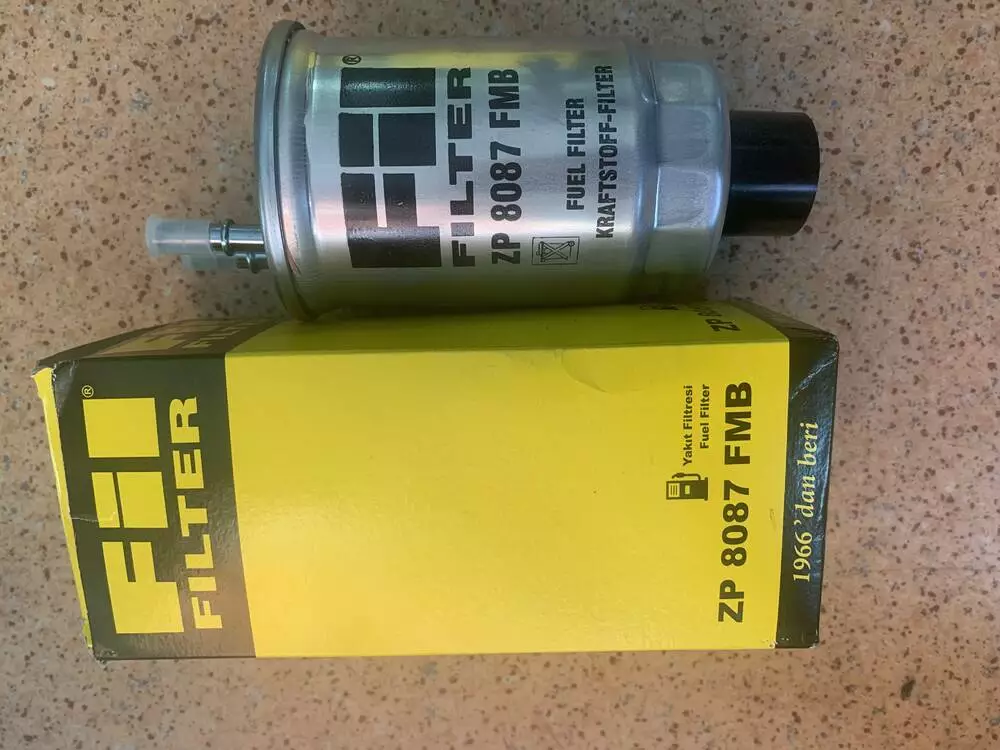 Fil
®
FILTER
ZP 8087 FMB
FUEL FILTER
KRAFTSTOFF-FILTER
Fil
®
FILTER
Yakıt Filtresi
Fuel Filter
ZP 8087 FMB
1966'dan beri